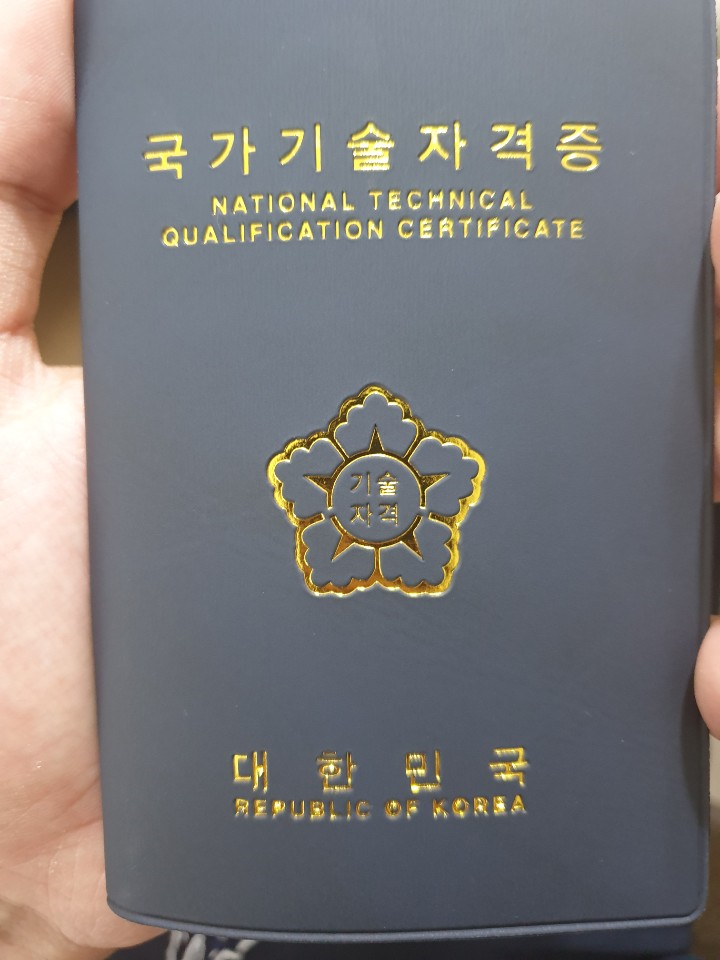 국가기술자격증
NATIONAL TECHNICAL
QUALIFICATION CERTIFICATE
기술
자격
대한민국
REPUBLIC OF KOREA